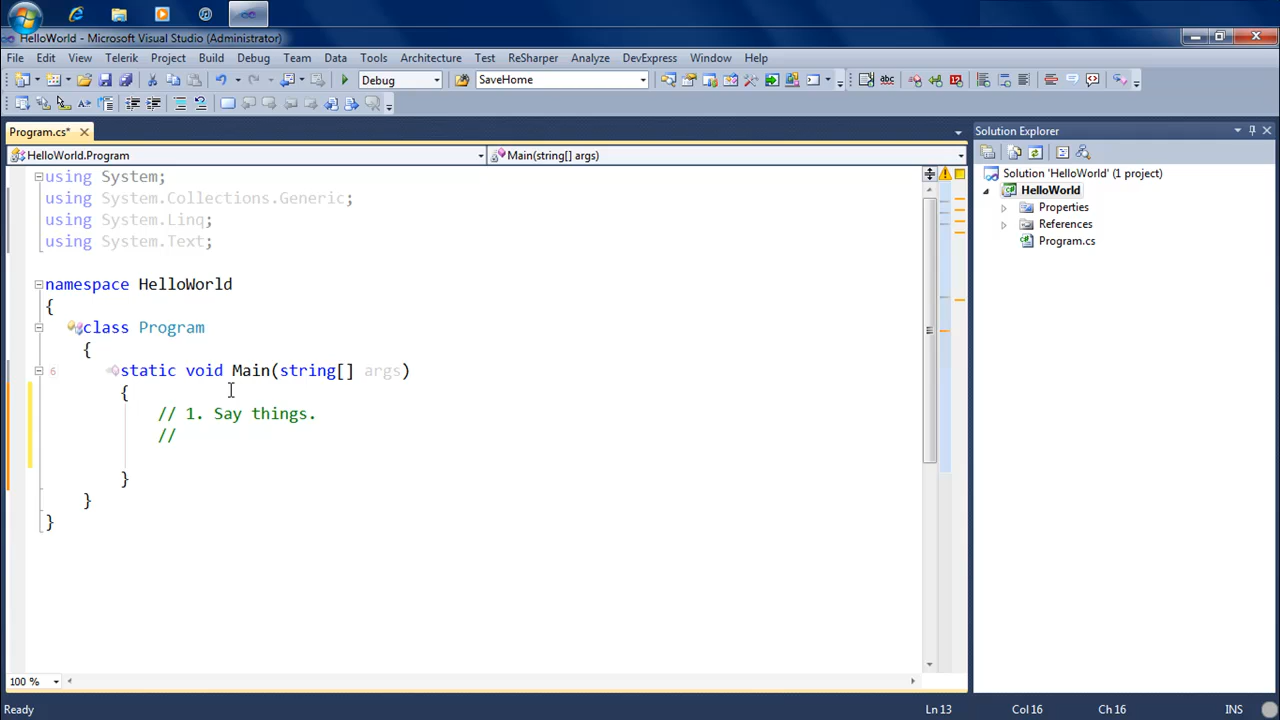 HelloWorld - Microsoft Visual Studio (Administrator)
File Edit View Telerik Project Build Debug Team Data Tools Architecture Test ReSharper Analyze DevExpress Window Help
Debug SaveHome
Program.cs*
HelloWorld.Program Main(string[] args)
using System;
using System.Collections.Generic;
using System.Linq;
using System.Text;
namespace HelloWorld
{
class Program
{
6 static void Main(string[] args)
{
// 1. Say things.
//
}
}
}
100 %
Solution Explorer
Solution 'HelloWorld' (1 project)
HelloWorld
Properties
References
Program.cs
Ready Ln 13 Col 16 Ch 16 INS